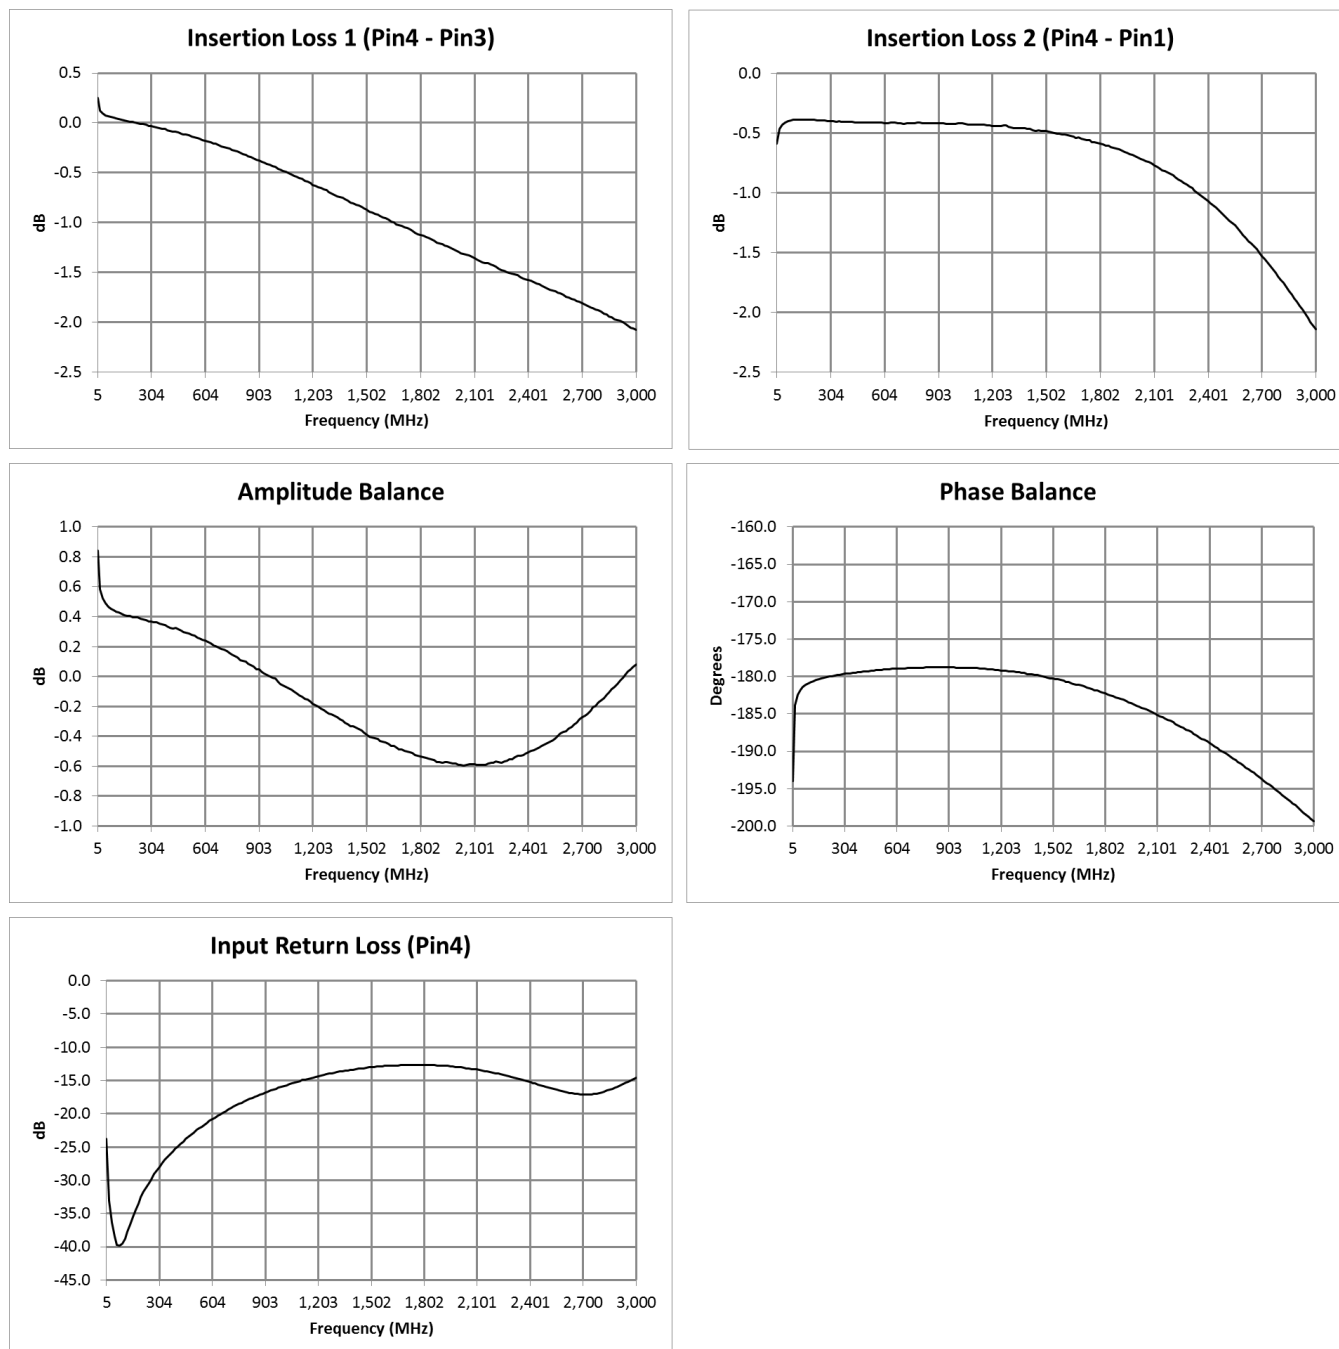 Insertion Loss 1 (Pin4 - Pin3)
0.5
0.0
-0.5
-1.0
-1.5
-2.0
-2.5
dB
5 304 604 903 1,203 1,502 1,802 2,101 2,401 2,700 3,000
Frequency (MHz)
Insertion Loss 2 (Pin4 - Pin1)
0.0
-0.5
-1.0
-1.5
-2.0
-2.5
dB
5 304 604 903 1,203 1,502 1,802 2,101 2,401 2,700 3,000
Frequency (MHz)
Amplitude Balance
1.0
0.8
0.6
0.4
0.2
0.0
-0.2
-0.4
-0.6
-0.8
-1.0
dB
5 304 604 903 1,203 1,502 1,802 2,101 2,401 2,700 3,000
Frequency (MHz)
Phase Balance
-160.0
-165.0
-170.0
-175.0
-180.0
-185.0
-190.0
-195.0
-200.0
Degrees
5 304 604 903 1,203 1,502 1,802 2,101 2,401 2,700 3,000
Frequency (MHz)
Input Return Loss (Pin4)
0.0
-5.0
-10.0
-15.0
-20.0
-25.0
-30.0
-35.0
-40.0
-45.0
dB
5 304 604 903 1,203 1,502 1,802 2,101 2,401 2,700 3,000
Frequency (MHz)